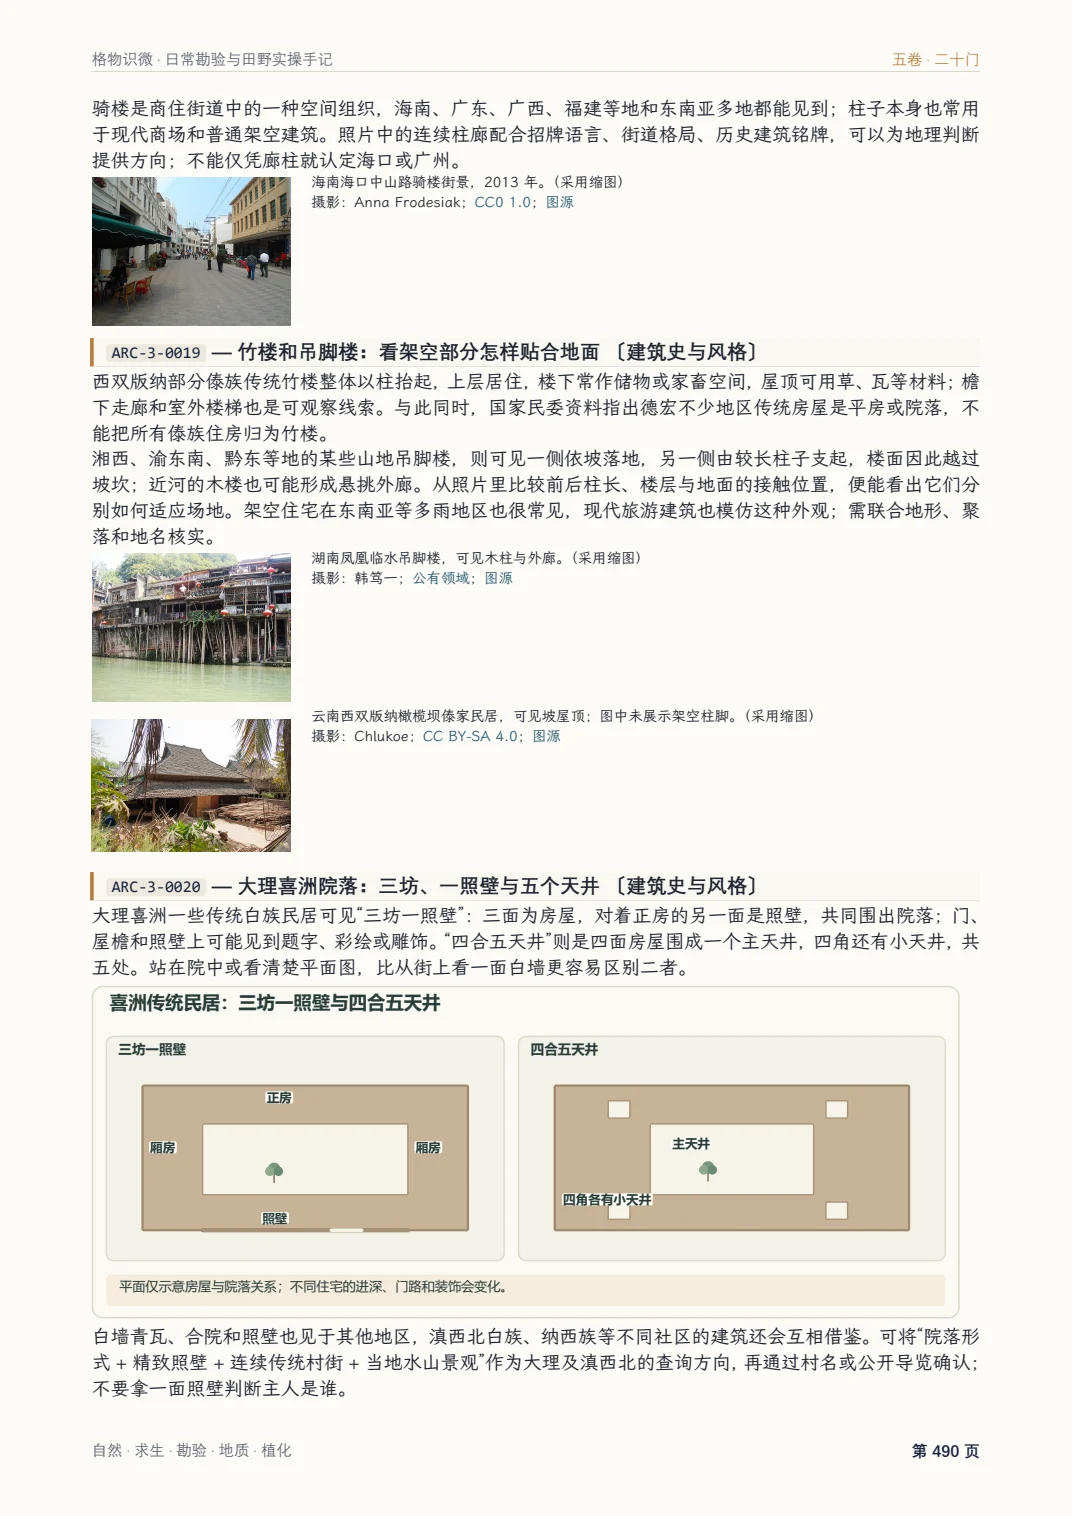 格物识微 · 日常勘验与田野实操手记
五卷 · 二十门
骑楼是商住街道中的一种空间组织，海南、广东、广西、福建等地和东南亚多地都能见到；柱子本身也常用
于现代商场和普通架空建筑。照片中的连续柱廊配合招牌语言、街道格局、历史建筑铭牌，可以为地理判断
提供方向；不能仅凭廊柱就认定海口或广州。
海南海口中山路骑楼街景，2013 年。（采用缩图）
摄影：Anna Frodesiak；CC0 1.0；图源
ARC-3-0019 — 竹楼和吊脚楼：看架空部分怎样贴合地面 〔建筑史与风格〕
西双版纳部分傣族传统竹楼整体以柱抬起，上层居住，楼下常作储物或家畜空间，屋顶可用草、瓦等材料；檐
下走廊和室外楼梯也是可观察线索。与此同时，国家民委资料指出德宏不少地区传统房屋是平房或院落，不
能把所有傣族住房归为竹楼。
湘西、渝东南、黔东等地的某些山地吊脚楼，则可见一侧依坡落地，另一侧由较长柱子支起，楼面因此越过
坡坎；近河的木楼也可能形成悬挑外廊。从照片里比较前后柱长、楼层与地面的接触位置，便能看出它们分
别如何适应场地。架空住宅在东南亚等多雨地区也很常见，现代旅游建筑也模仿这种外观；需联合地形、聚
落和地名核实。
湖南凤凰临水吊脚楼，可见木柱与外廊。（采用缩图）
摄影：韩笃一；公有领域；图源
云南西双版纳橄榄坝傣家民居，可见坡屋顶；图中未展示架空柱脚。（采用缩图）
摄影：Chlukoe；CC BY-SA 4.0；图源
ARC-3-0020 — 大理喜洲院落：三坊、一照壁与五个天井 〔建筑史与风格〕
大理喜洲一些传统白族民居可见“三坊一照壁”：三面为房屋，对着正房的另一面是照壁，共同围出院落；门、
屋檐和照壁上可能见到题字、彩绘或雕饰。“四合五天井”则是四面房屋围成一个主天井，四角还有小天井，共
五处。站在院中或看清楚平面图，比从街上看一面白墙更容易区别二者。
喜洲传统民居：三坊一照壁与四合五天井
三坊一照壁
正房
厢房
厢房
照壁
四合五天井
主天井
四角各有小天井
平面仅示意房屋与院落关系；不同住宅的进深、门路和装饰会变化。
白墙青瓦、合院和照壁也见于其他地区，滇西北白族、纳西族等不同社区的建筑还会互相借鉴。可将“院落形
式 + 精致照壁 + 连续传统村街 + 当地水山景观”作为大理及滇西北的查询方向，再通过村名或公开导览确认；
不要拿一面照壁判断主人是谁。
自然 · 求生 · 勘验 · 地质 · 植化
第 490 页